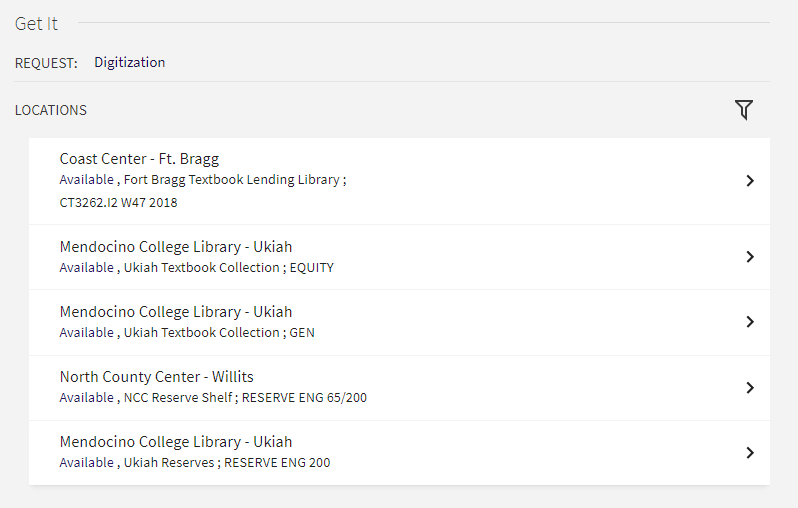 Get It
REQUEST: Digitization
LOCATIONS
Coast Center - Ft. Bragg
Available , Fort Bragg Textbook Lending Library ;
CT3262.I2 W47 2018
Mendocino College Library - Ukiah
Available , Ukiah Textbook Collection ; EQUITY
Mendocino College Library - Ukiah
Available , Ukiah Textbook Collection ; GEN
North County Center - Willits
Available , NCC Reserve Shelf ; RESERVE ENG 65/200
Mendocino College Library - Ukiah
Available , Ukiah Reserves ; RESERVE ENG 200